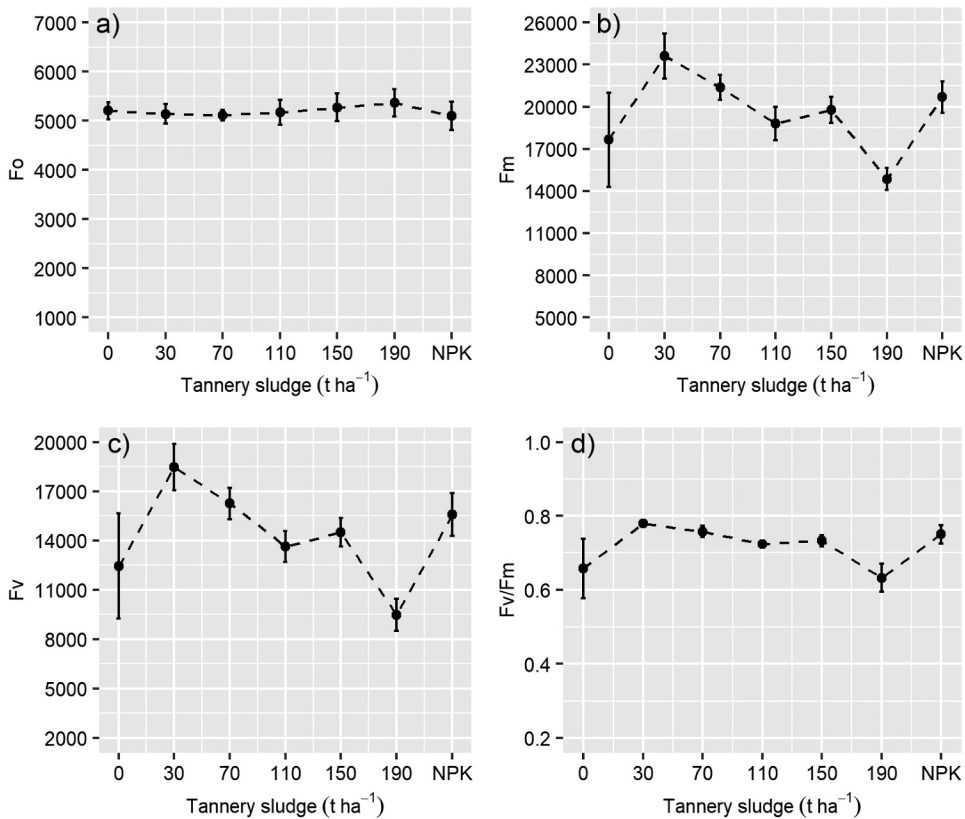 a)
7000
6000
5000
4000
3000
2000
1000
Fo
0 30 70 110 150 190 NPK
Tannery sludge (t ha⁻¹)
b)
26000
23000
20000
17000
14000
11000
8000
5000
Fm
0 30 70 110 150 190 NPK
Tannery sludge (t ha⁻¹)
c)
20000
17000
14000
11000
8000
5000
2000
Fv
0 30 70 110 150 190 NPK
Tannery sludge (t ha⁻¹)
d)
1.0
0.8
0.6
0.4
0.2
Fv/Fm
0 30 70 110 150 190 NPK
Tannery sludge (t ha⁻¹)